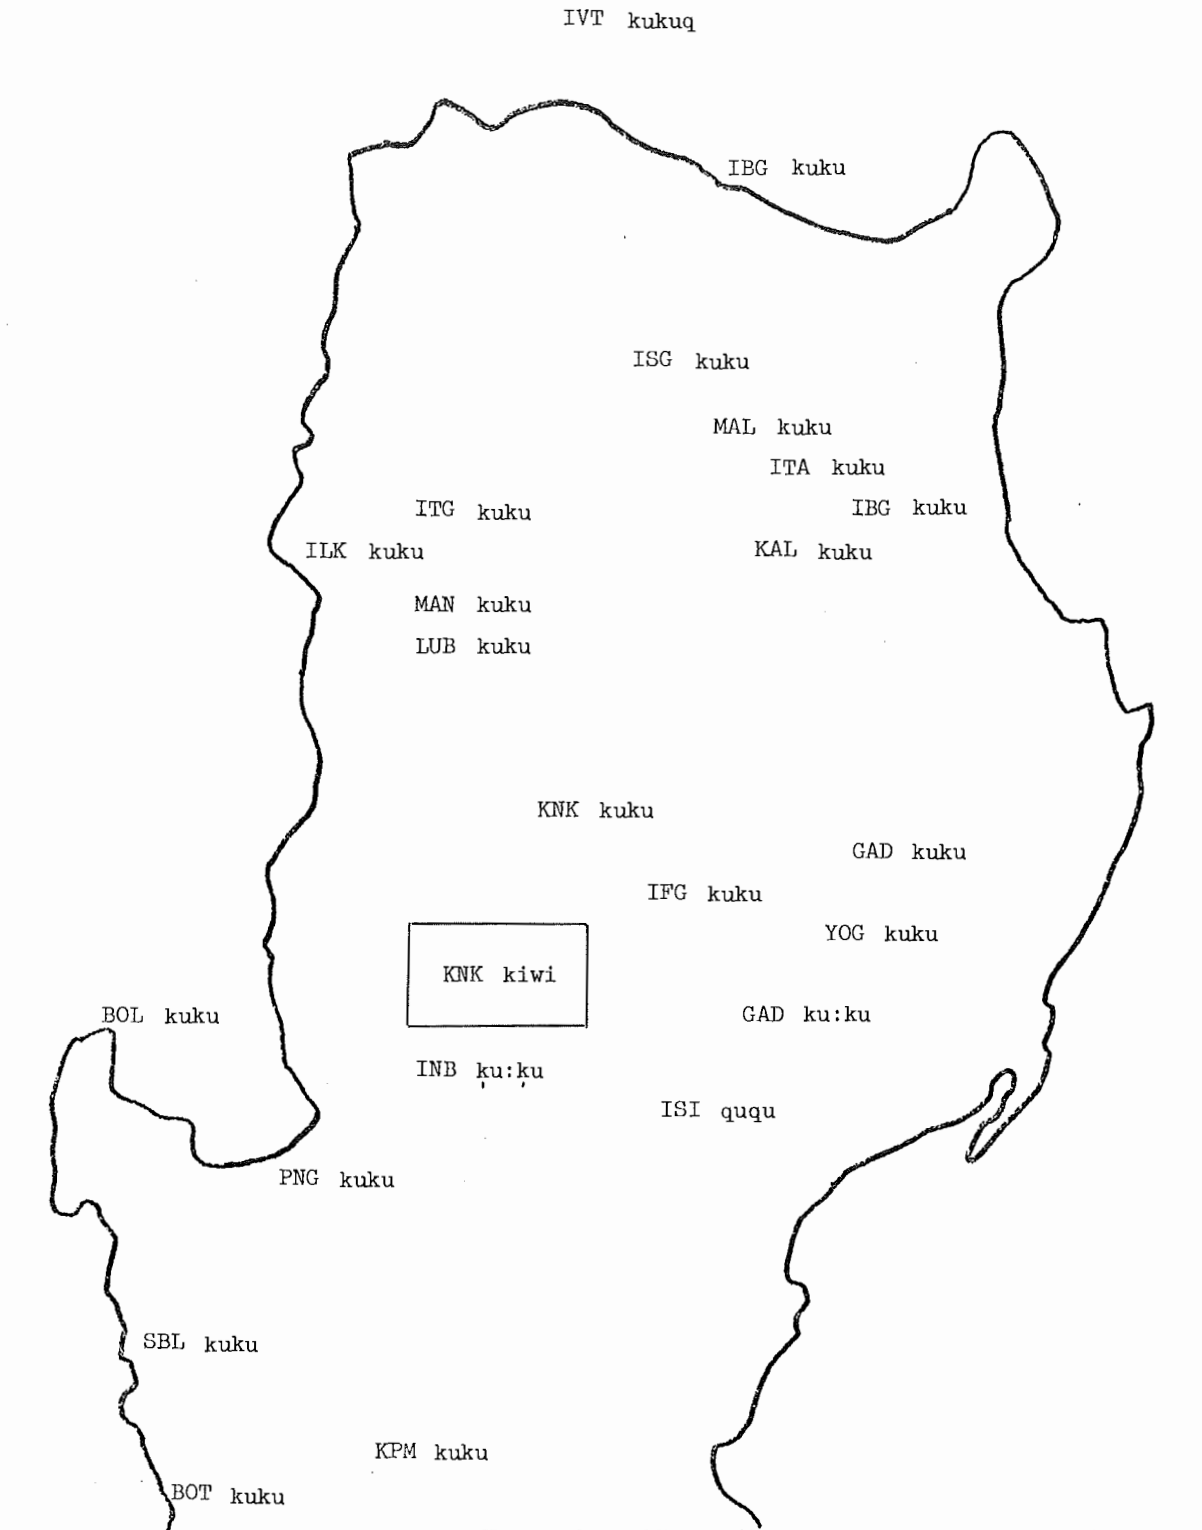 IVT kukuq
IBG kuku
ISG kuku
MAL kuku
ITA kuku
ITG kuku
IBG kuku
ILK kuku
KAL kuku
MAN kuku
LUB kuku
KNK kuku
GAD kuku
IFG kuku
YOG kuku
KNK kiwi
BOL kuku
GAD ku:ku
INB ḳu:ḳu
ISI ququ
PNG kuku
SBL kuku
KPM kuku
BOT kuku